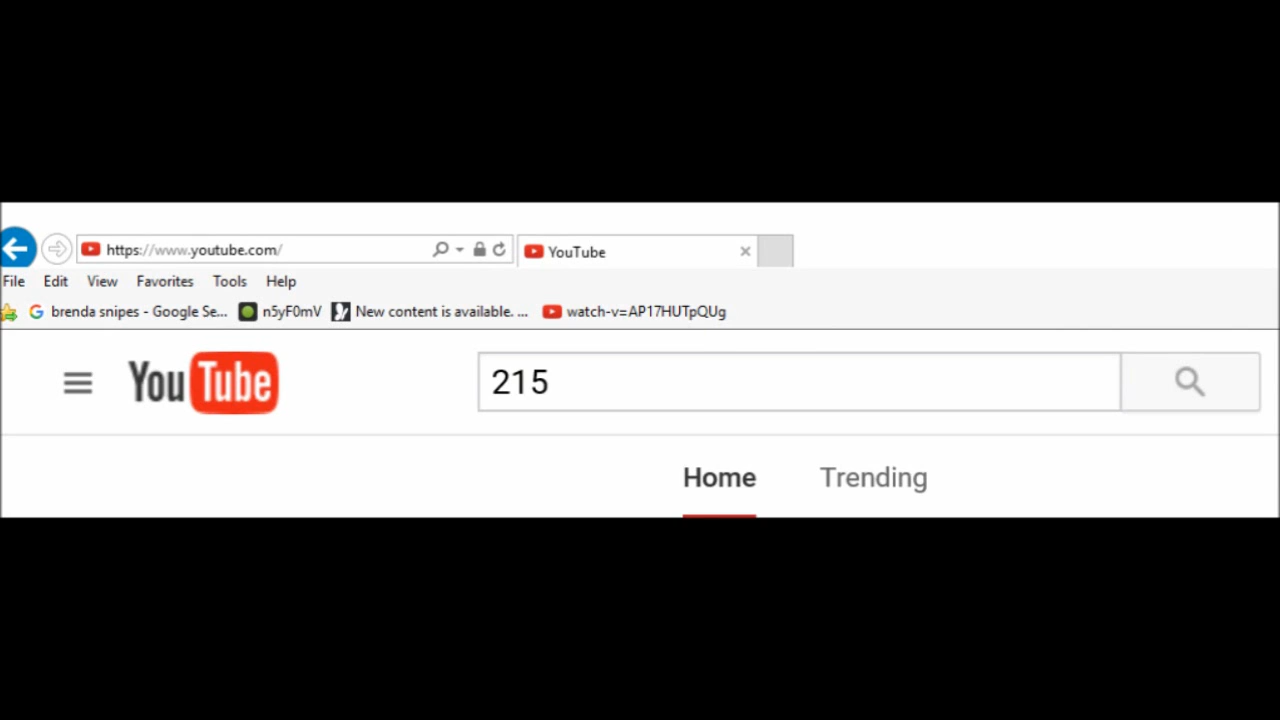 https://www.youtube.com/ YouTube
File Edit View Favorites Tools Help
brenda snipes - Google Se... n5yF0mV New content is available. ... watch-v=AP17HUTpQUg
YouTube 215
Home Trending